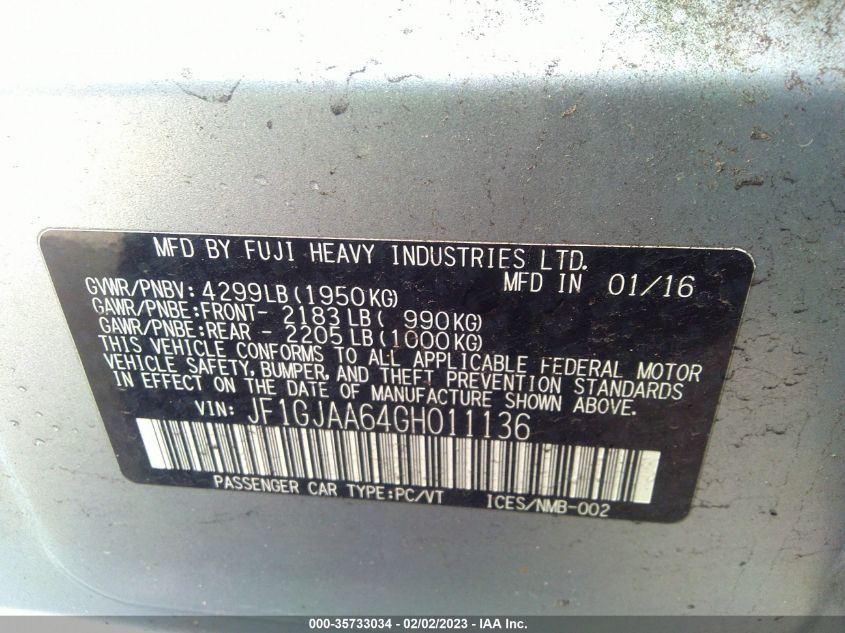 MFD BY FUJI HEAVY INDUSTRIES LTD.
MFD IN 01/16
GVWR/PNBV: 4299LB(1950KG)
GAWR/PNBE:FRONT- 2183LB( 990KG)
GAWR/PNBE:REAR - 2205LB(1000KG)
THIS VEHICLE CONFORMS TO ALL APPLICABLE FEDERAL MOTOR
VEHICLE SAFETY, BUMPER, AND THEFT PREVENTION STANDARDS
IN EFFECT ON THE DATE OF MANUFACTURE SHOWN ABOVE.
VIN: JF1GJAA64GH011136
PASSENGER CAR TYPE:PC/VT ICES/NMB-002
000-35733034 - 02/02/2023 - Copyright © IAA, Inc.